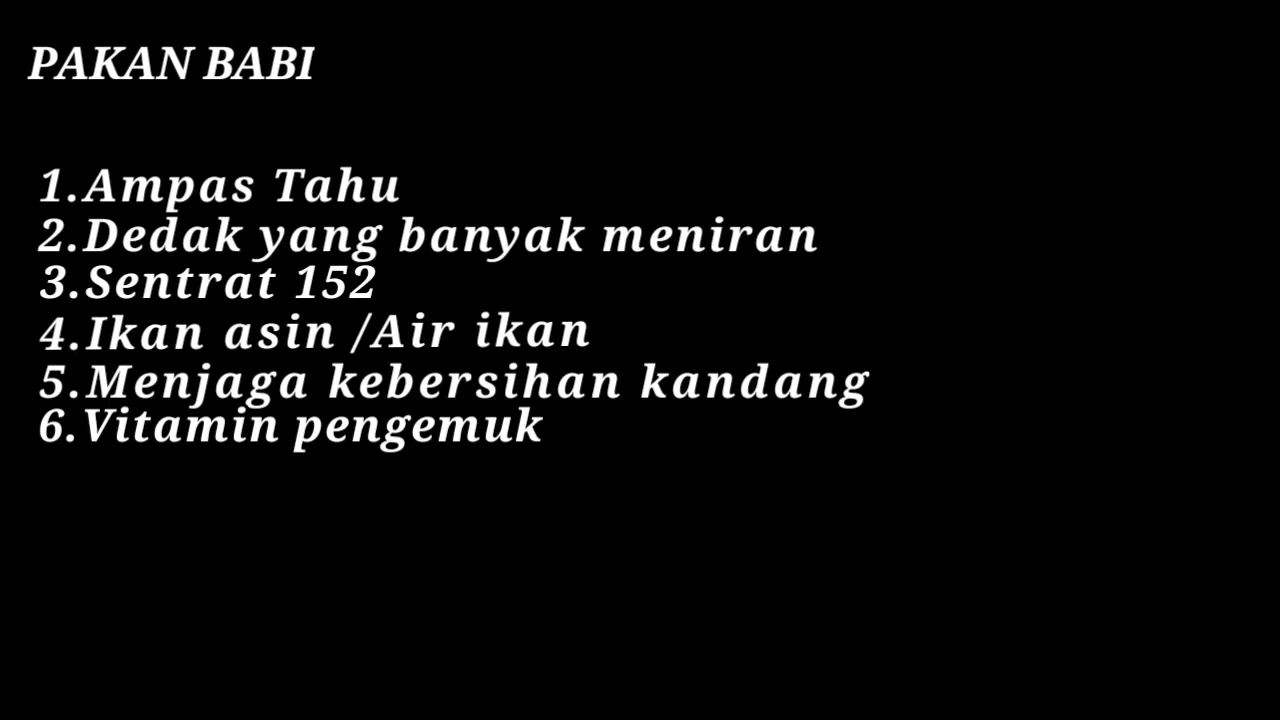 PAKAN BABI
1.Ampas Tahu
2.Dedak yang banyak meniran
3.Sentrat 152
4.Ikan asin /Air ikan
5.Menjaga kebersihan kandang
6.Vitamin pengemuk